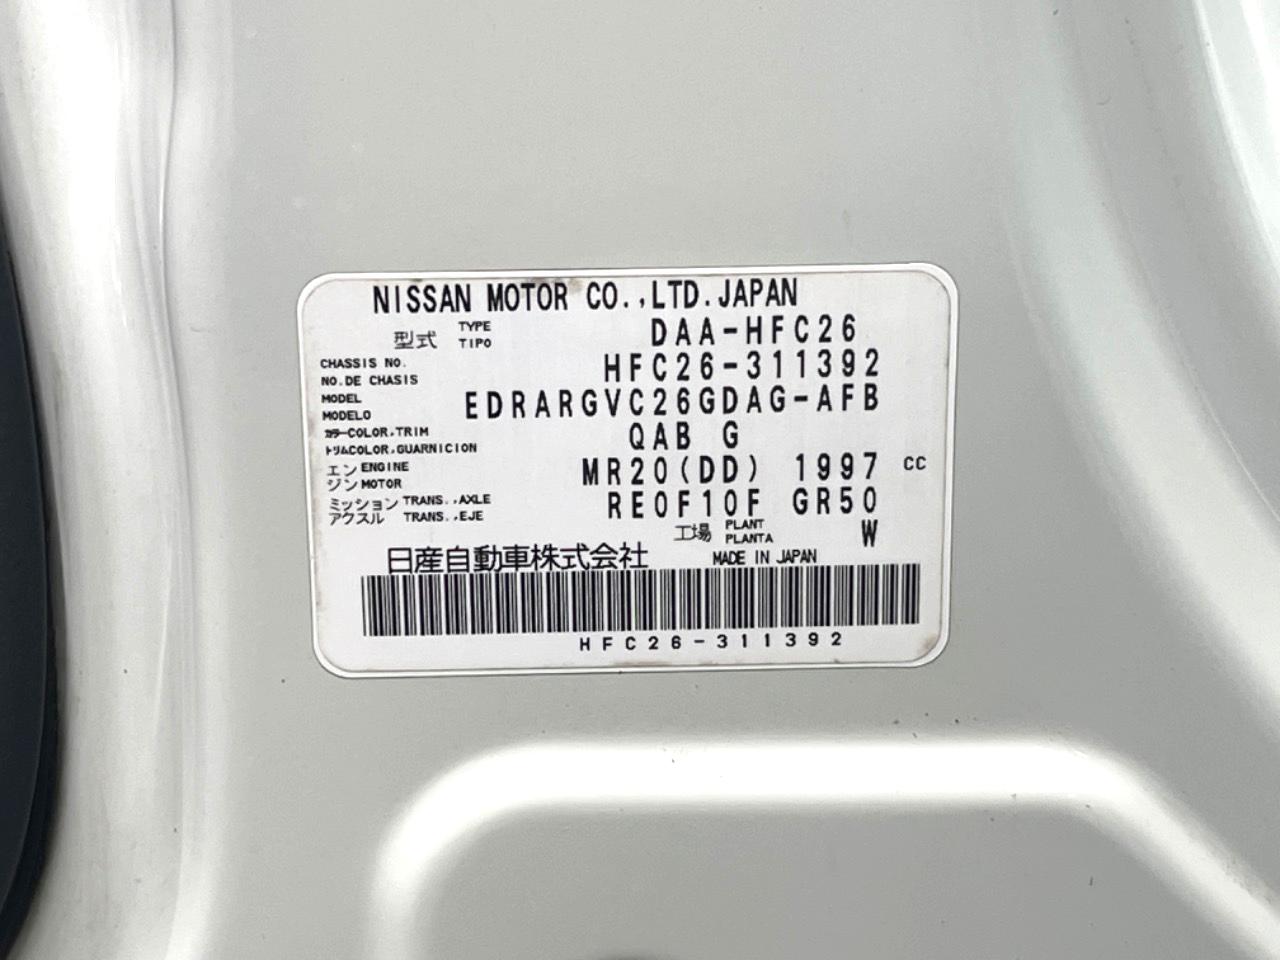 NISSAN MOTOR CO.,LTD.JAPAN
型式 TYPE TIPO DAA-HFC26
CHASSIS NO. NO.DE CHASIS HFC26-311392
MODEL MODELO EDRARGVC26GDAG-AFB
カラー COLOR,TRIM トリム COLOR,GUARNICION QAB G
エンジン ENGINE MOTOR MR20(DD) 1997 CC
ミッション TRANS.,AXLE アクスル TRANS.,EJE RE0F10F GR50
工場 PLANT PLANTA W
日産自動車株式会社 MADE IN JAPAN
HFC26-311392